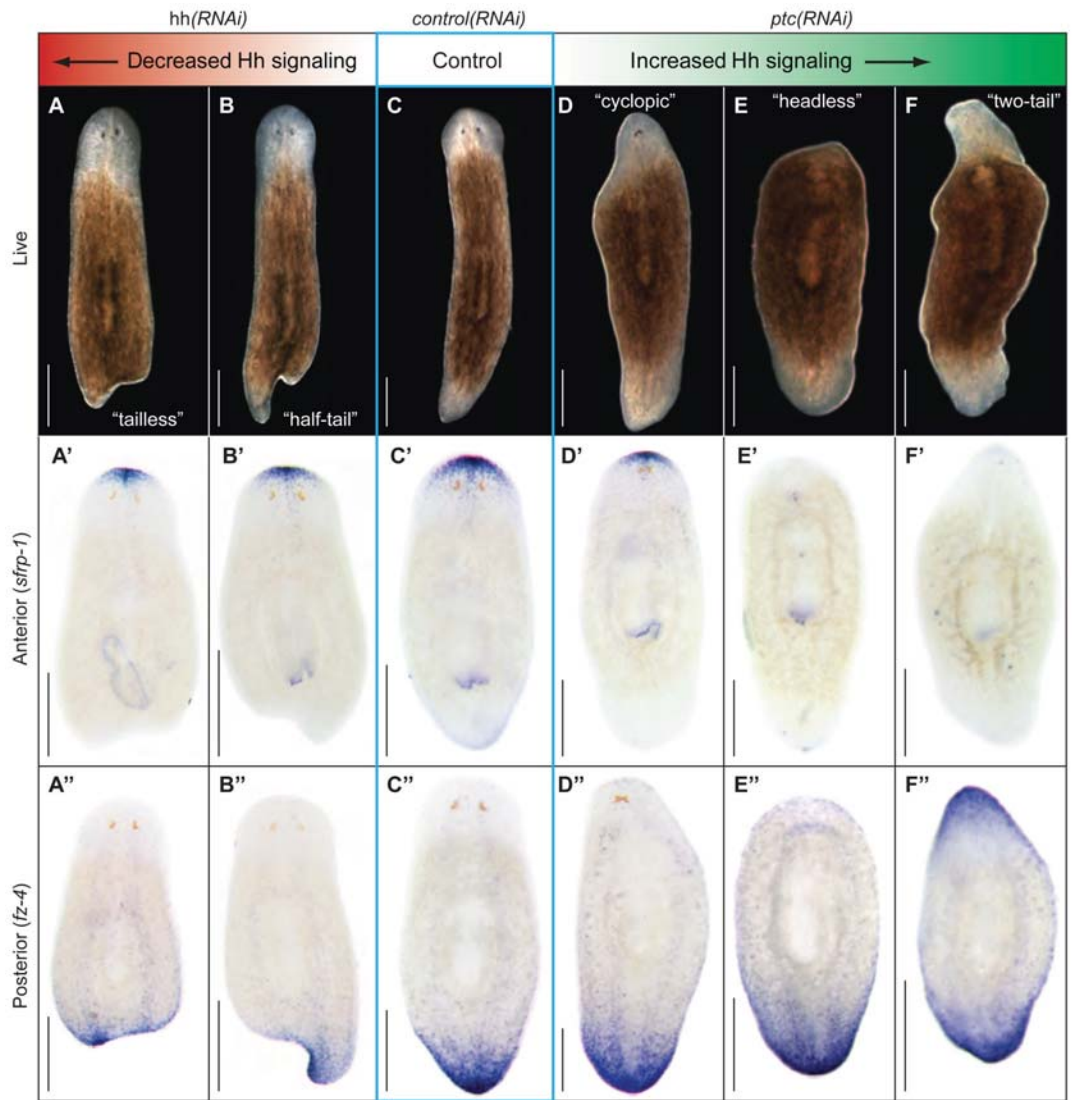 hh(RNAi) control(RNAi) ptc(RNAi)
Decreased Hh signaling Control Increased Hh signaling
A B C D E F
"cyclopic" "headless" "two-tail"
Live
"tailless" "half-tail"
A' B' C' D' E' F'
Anterior (sfrp-1)
A" B" C" D" E" F"
Posterior (fz-4)